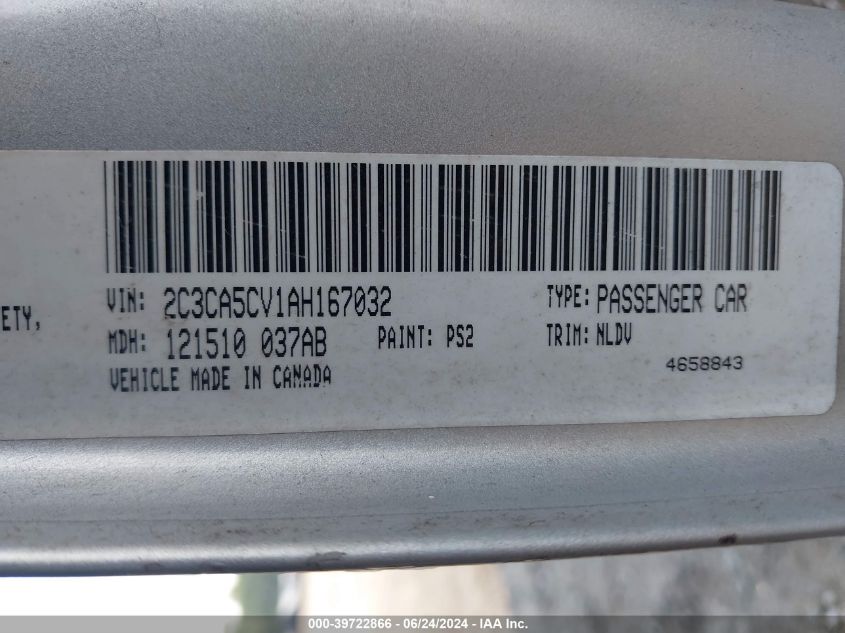 VIN: 2C3CA5CV1AH167032 TYPE: PASSENGER CAR
ETY,
MDH: 121510 037AB PAINT: PS2 TRIM: NLDV
VEHICLE MADE IN CANADA 4658843
000-39722866 - 06/24/2024 - IAA Inc.